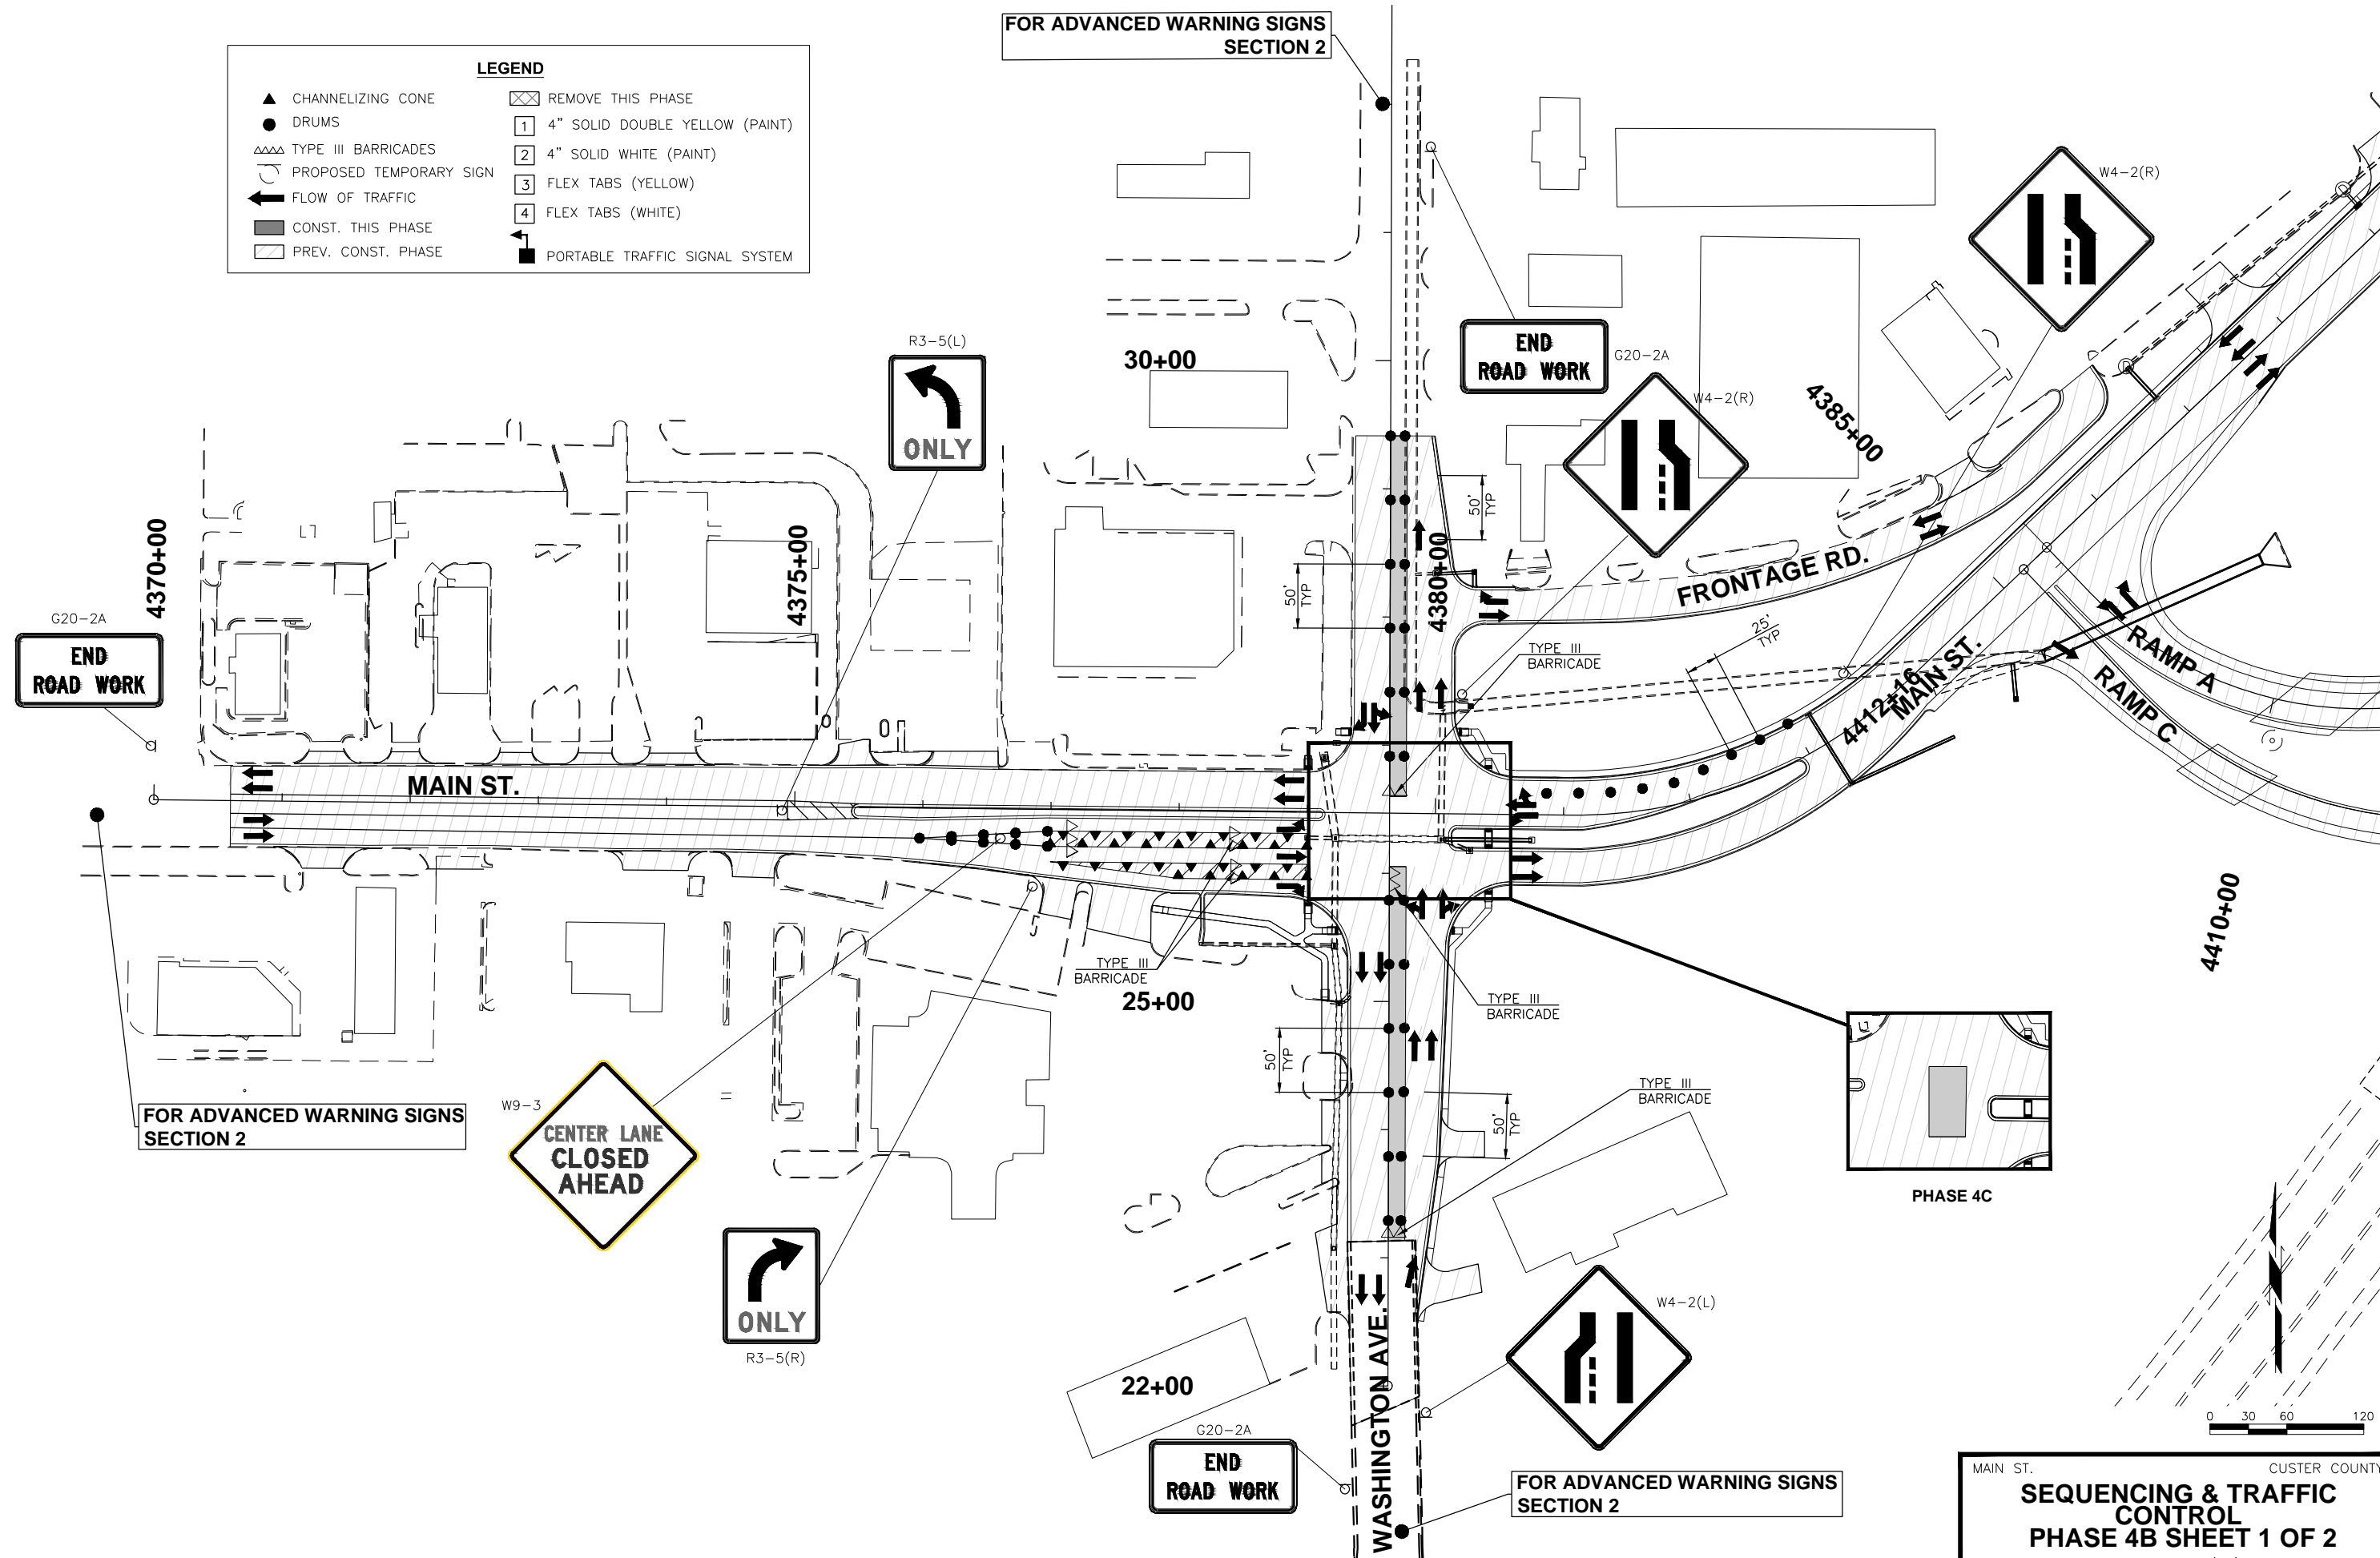 FOR ADVANCED WARNING SIGNS
SECTION 2
LEGEND
CHANNELIZING CONE
DRUMS
TYPE III BARRICADES
PROPOSED TEMPORARY SIGN
FLOW OF TRAFFIC
CONST. THIS PHASE
PREV. CONST. PHASE
REMOVE THIS PHASE
1 4" SOLID DOUBLE YELLOW (PAINT)
2 4" SOLID WHITE (PAINT)
3 FLEX TABS (YELLOW)
4 FLEX TABS (WHITE)
PORTABLE TRAFFIC SIGNAL SYSTEM
W4-2(R)
R3-5(L)
ONLY
30+00
END
ROAD WORK
G20-2A
W4-2(R)
4385+00
4370+00
4375+00
4380+00
50'
TYP
50'
TYP
FRONTAGE RD.
G20-2A
END
ROAD WORK
TYPE III
BARRICADE
25'
TYP
MAIN ST.
4412+16
RAMP A
RAMP C
MAIN ST.
4410+00
TYPE III
BARRICADE
25+00
TYPE III
BARRICADE
50'
TYP
50'
TYP
TYPE III
BARRICADE
FOR ADVANCED WARNING SIGNS
SECTION 2
W9-3
CENTER LANE
CLOSED
AHEAD
PHASE 4C
ONLY
R3-5(R)
W4-2(L)
22+00
WASHINGTON AVE.
G20-2A
END
ROAD WORK
FOR ADVANCED WARNING SIGNS
SECTION 2
0 30 60 120
MAIN ST. CUSTER COUNTY
SEQUENCING & TRAFFIC
CONTROL
PHASE 4B SHEET 1 OF 2